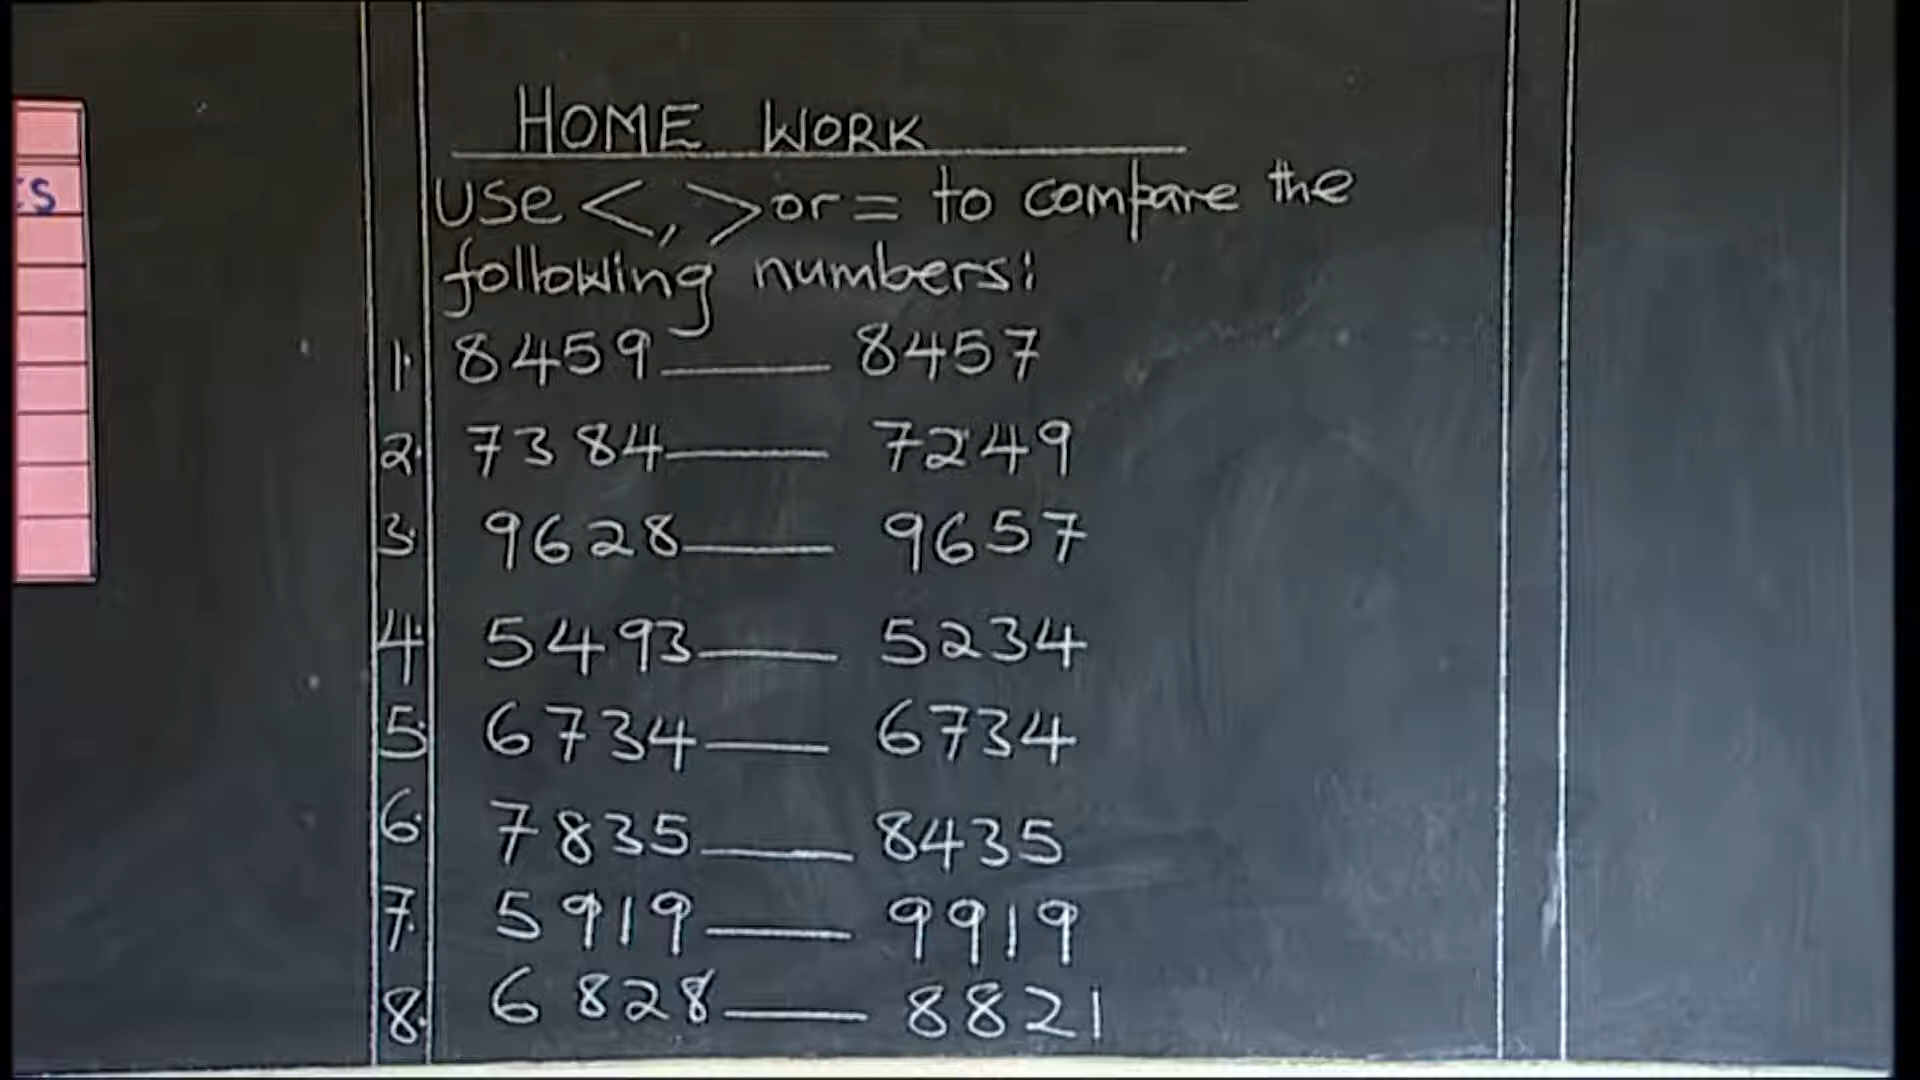 HOME WORK
Use <, > or = to compare the
following numbers:
1. 8459 ____ 8457
2. 7384 ____ 7249
3. 9628 ____ 9657
4. 5493 ____ 5234
5. 6734 ____ 6734
6. 7835 ____ 8435
7. 5919 ____ 9919
8. 6828 ____ 8821